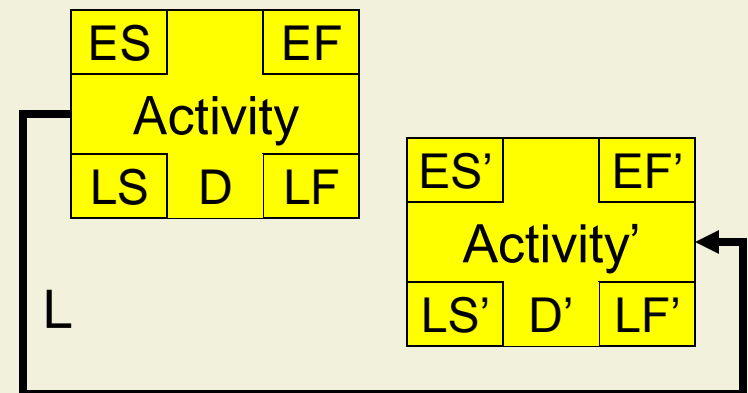 ES EF
Activity
LS D LF
ES’ EF’
Activity’
LS’ D’ LF’
L